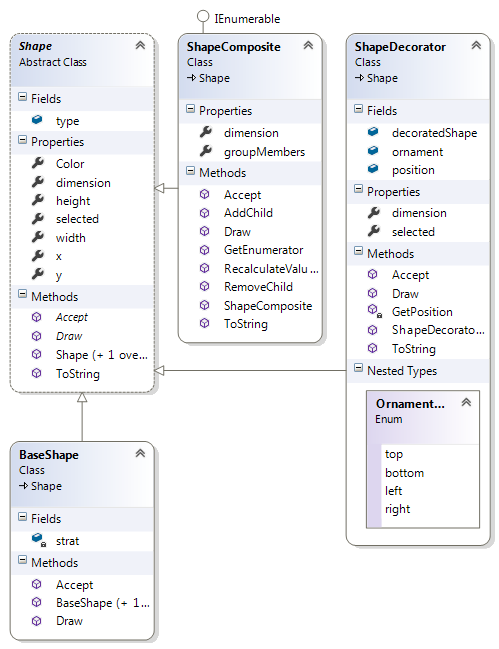 IEnumerable
Shape
Abstract Class
Fields
type
Properties
Color
dimension
height
selected
width
x
y
Methods
Accept
Draw
Shape (+ 1 ove...
ToString
ShapeComposite
Class
Shape
Properties
dimension
groupMembers
Methods
Accept
AddChild
Draw
GetEnumerator
RecalculateValu...
RemoveChild
ShapeComposite
ToString
ShapeDecorator
Class
Shape
Fields
decoratedShape
ornament
position
Properties
dimension
selected
Methods
Accept
Draw
GetPosition
ShapeDecorato...
ToString
Nested Types
Ornament...
Enum
top
bottom
left
right
BaseShape
Class
Shape
Fields
strat
Methods
Accept
BaseShape (+ 1...
Draw